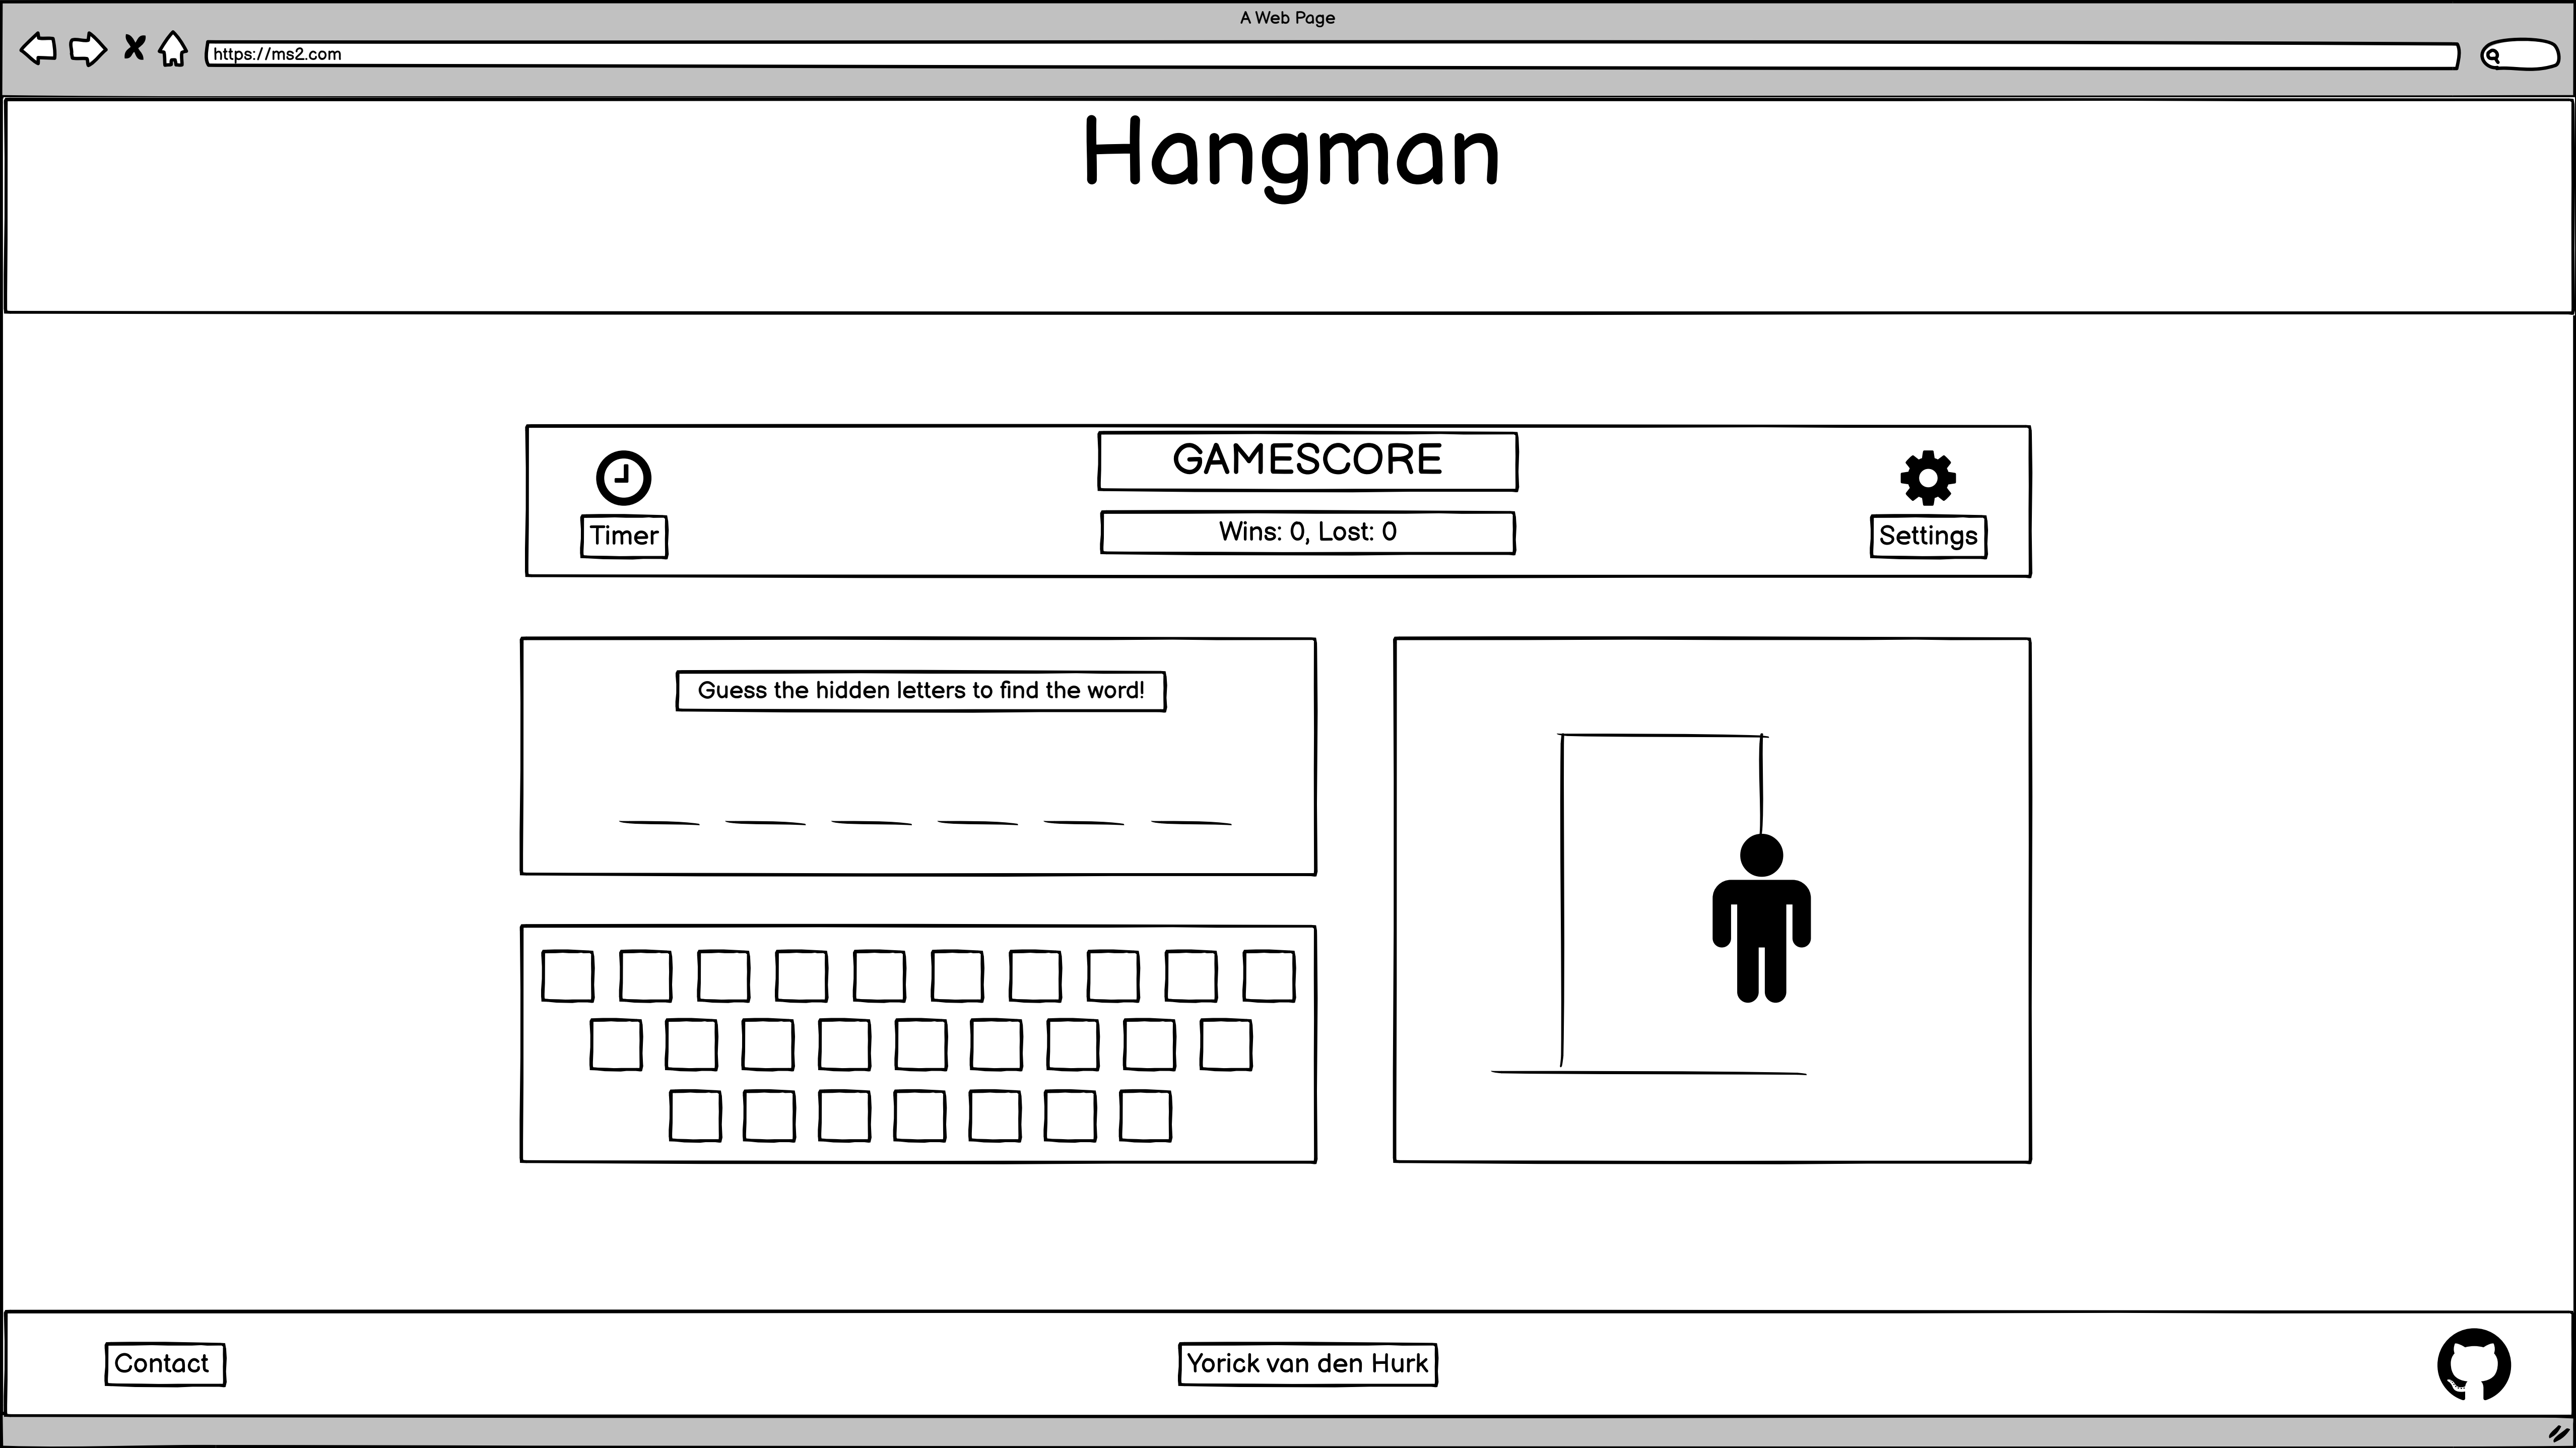 A Web Page
https://ms2.com
Hangman
GAMESCORE
Timer
Wins: 0, Lost: 0
Settings
Guess the hidden letters to find the word!
Contact
Yorick van den Hurk